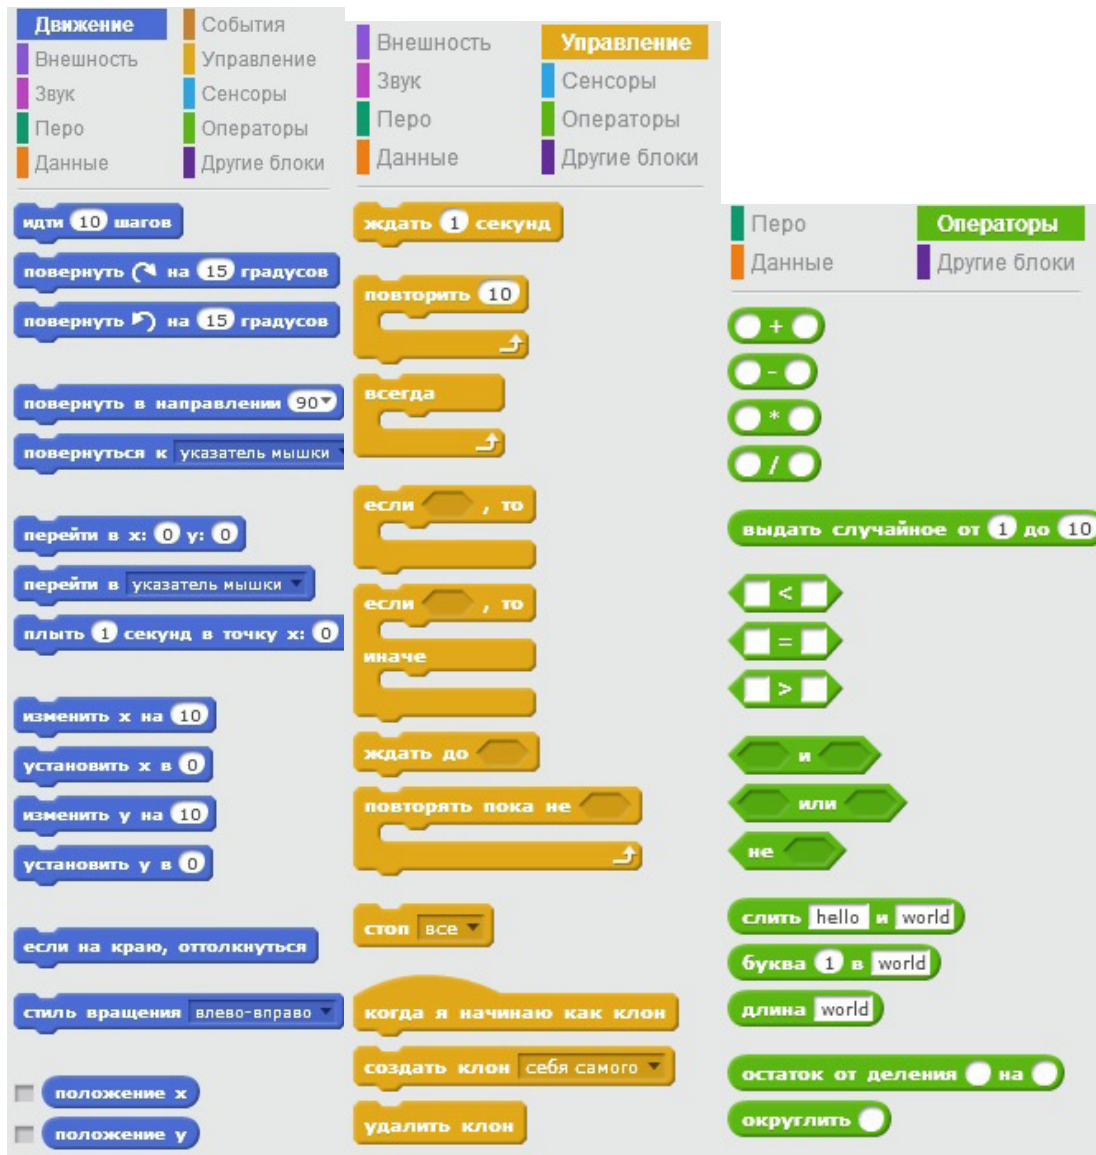 Движение
События
Внешность
Управление
Звук
Сенсоры
Перо
Операторы
Данные
Другие блоки
идти 10 шагов
повернуть на 15 градусов
повернуть на 15 градусов
повернуть в направлении 90
повернуться к указатель мышки
перейти в x: 0 y: 0
перейти в указатель мышки
плыть 1 секунд в точку x: 0
изменить x на 10
установить x в 0
изменить y на 10
установить y в 0
если на краю, оттолкнуться
стиль вращения влево-вправо
положение x
положение y
Внешность
Управление
Звук
Сенсоры
Перо
Операторы
Данные
Другие блоки
ждать 1 секунд
повторить 10
всегда
если , то
если , то
иначе
ждать до
повторять пока не
стоп все
когда я начинаю как клон
создать клон себя самого
удалить клон
Перо
Операторы
Данные
Другие блоки
+
-
*
/
выдать случайное от 1 до 10
<
=
>
и
или
не
слить hello и world
буква 1 в world
длина world
остаток от деления на
округлить